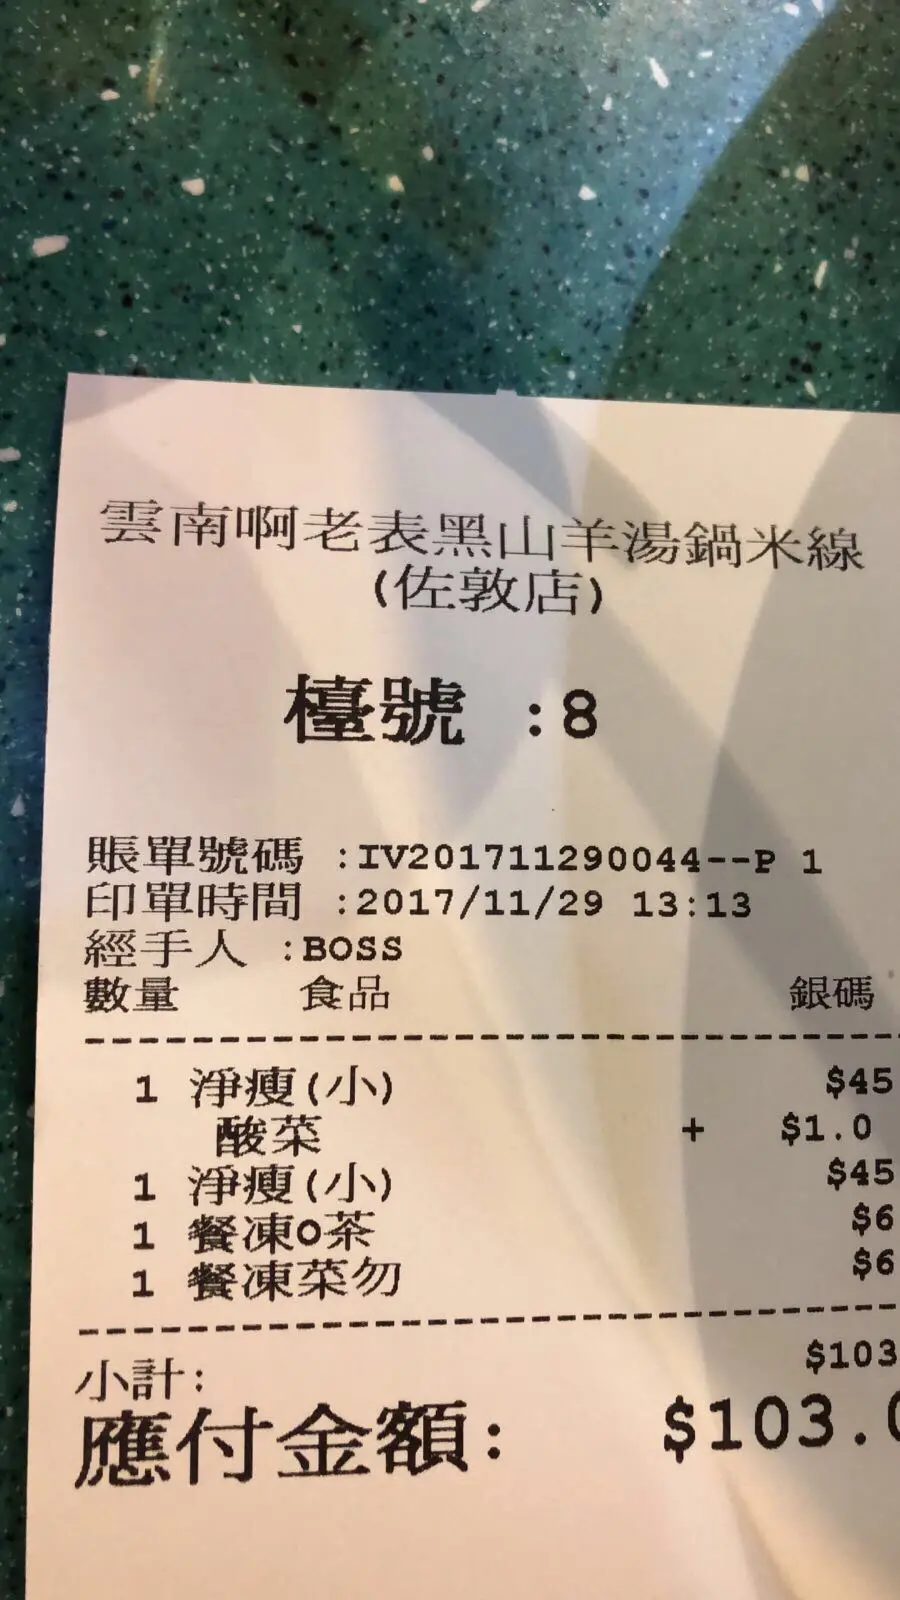 雲南啊老表黑山羊湯鍋米線
(佐敦店)
檯號 :8
賬單號碼 :IV201711290044--P 1
印單時間 :2017/11/29 13:13
經手人 :BOSS
數量 食品 銀碼
1 淨瘦(小) $45
酸菜 + $1.0
1 淨瘦(小) $45
1 餐凍O茶 $6
1 餐凍菜勿 $6
小計: $103
應付金額: $103.0